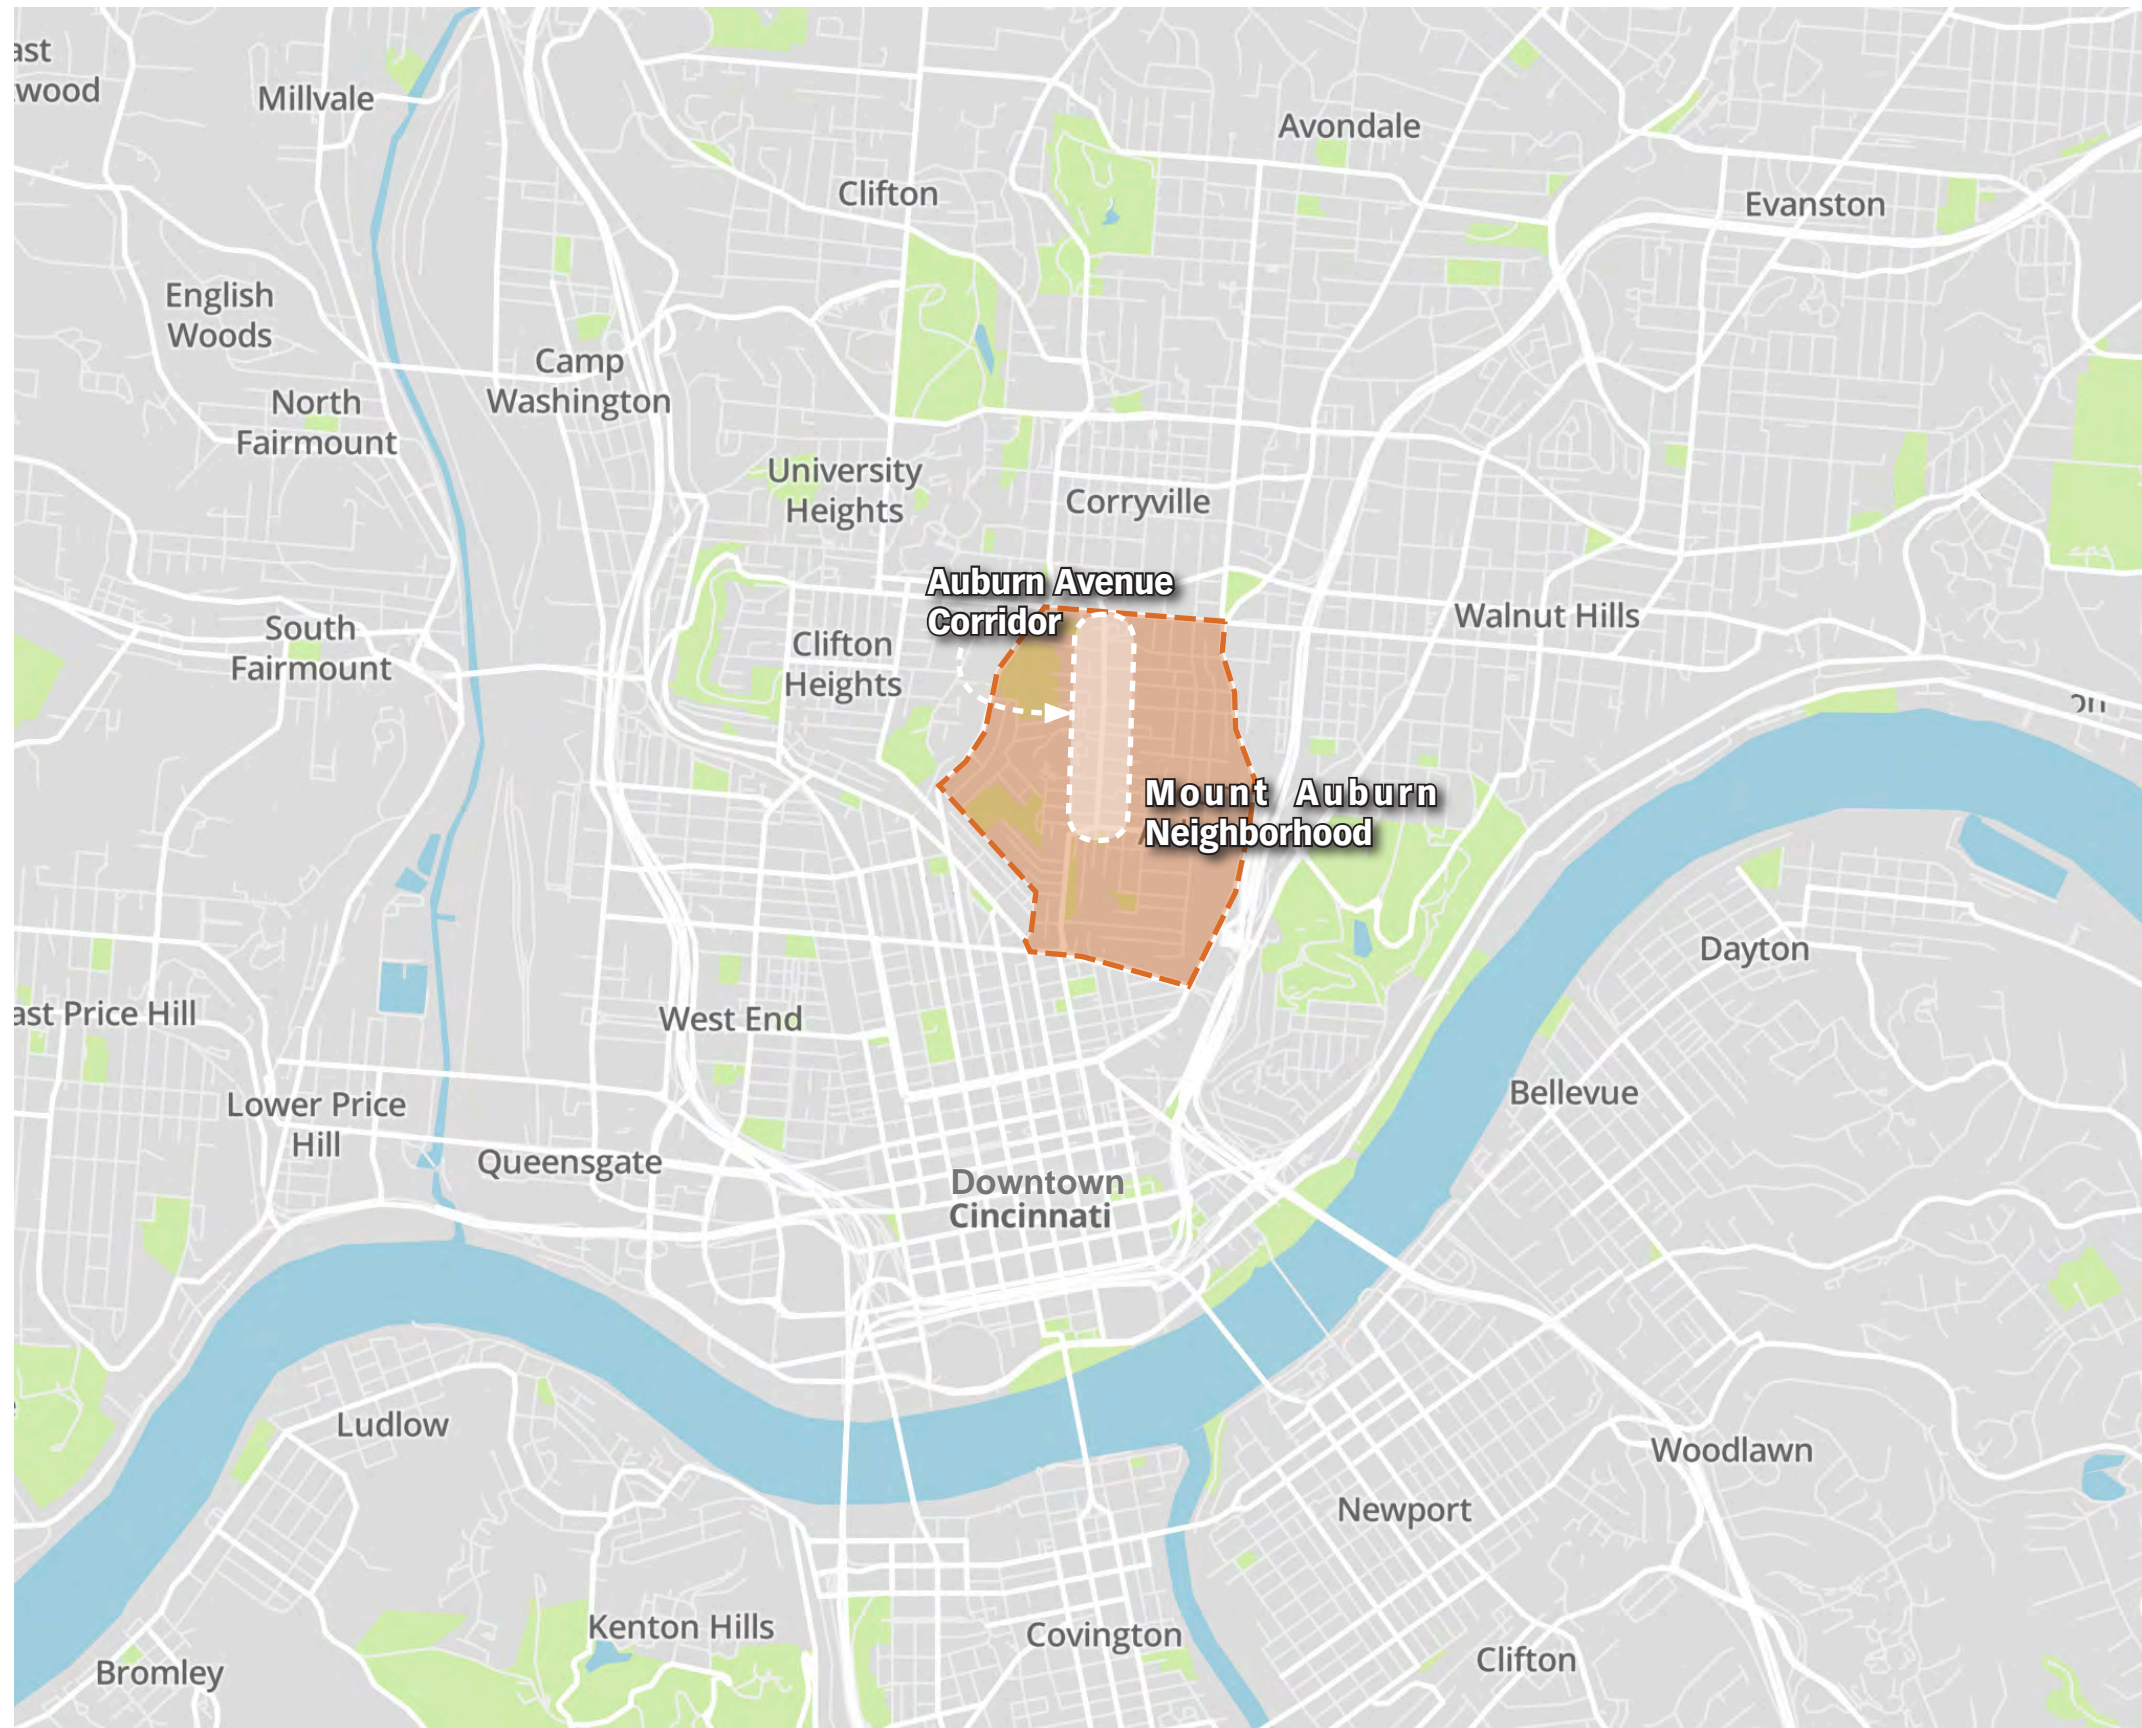 ast
wood
Millvale
Avondale
Clifton
Evanston
English
Woods
Camp
Washington
North
Fairmount
University
Heights
Corryville
Auburn Avenue
Corridor
Walnut Hills
South
Fairmount
Clifton
Heights
Mount Auburn
Neighborhood
Dayton
ast Price Hill
West End
Bellevue
Lower Price
Hill
Queensgate
Downtown
Cincinnati
Ludlow
Woodlawn
Newport
Kenton Hills
Covington
Clifton
Bromley